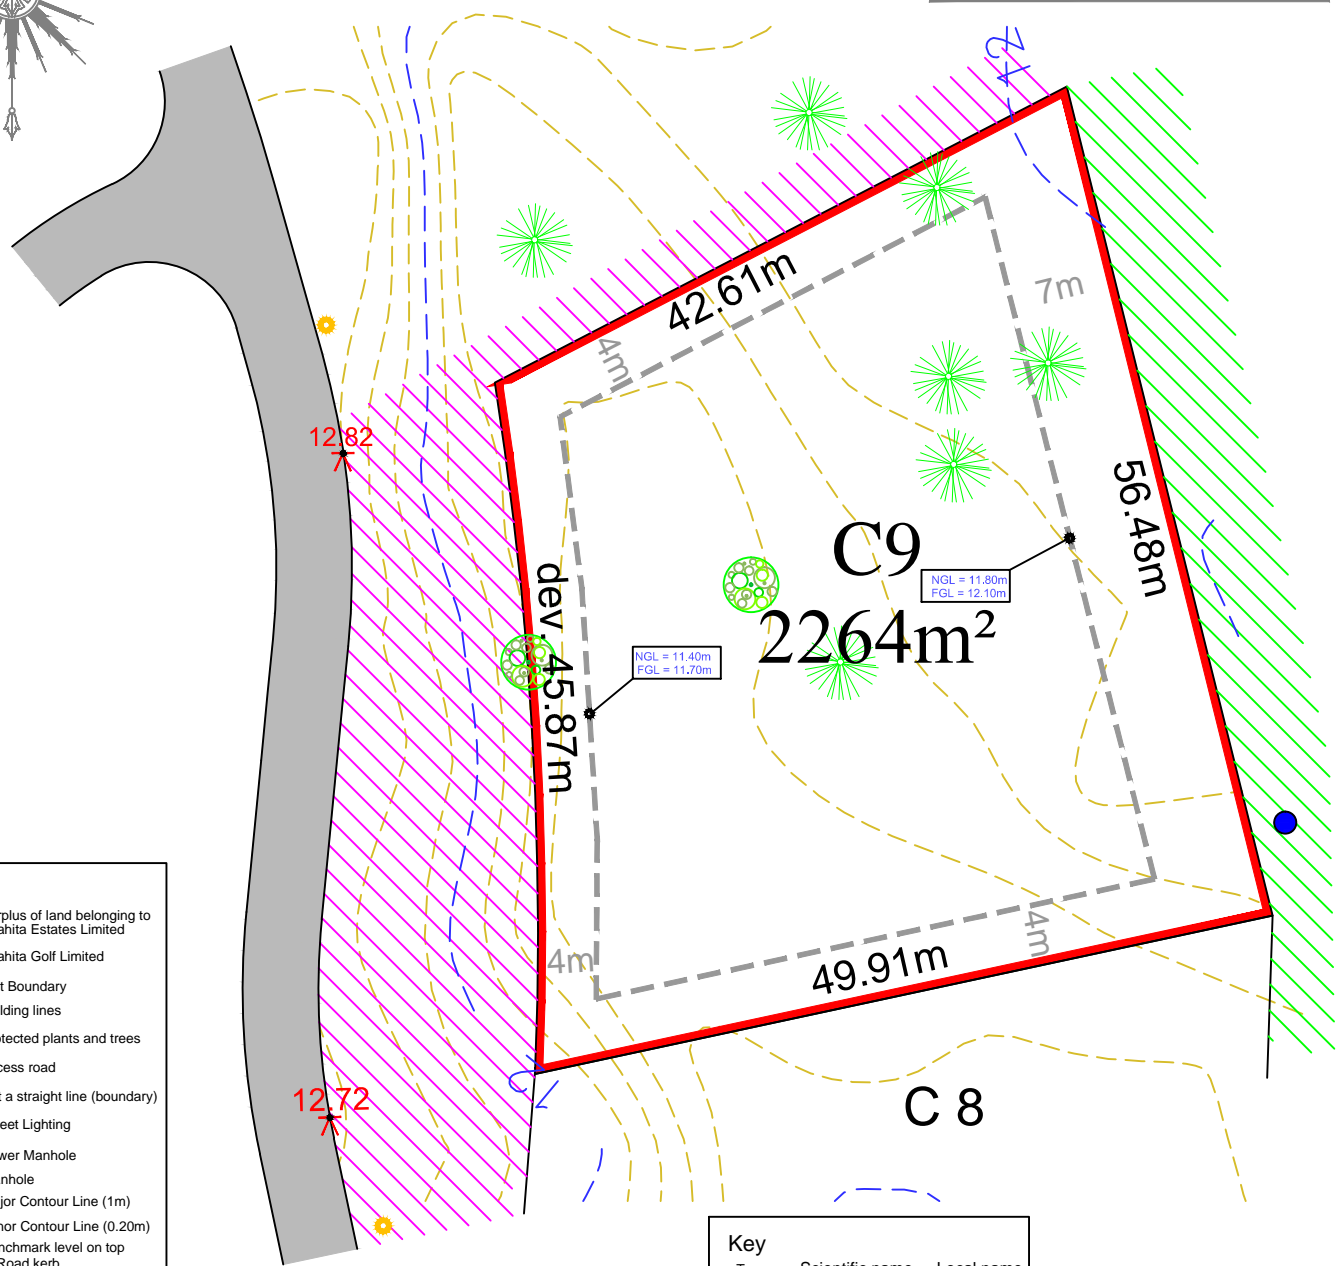 12
42.61m
7m
4m
12.82
C9
56.48m
NGL = 11.80m
FGL = 12.10m
2264m²
dev. 45.87m
NGL = 11.40m
FGL = 11.70m
4m
4m
49.91m
12
C 8
12.72
rplus of land belonging to
ahita Estates Limited
ahita Golf Limited
t Boundary
lding lines
tected plants and trees
cess road
t a straight line (boundary)
eet Lighting
wer Manhole
nhole
jor Contour Line (1m)
nor Contour Line (0.20m)
nchmark level on top
Road kerb
Key
Scientific name
Local name